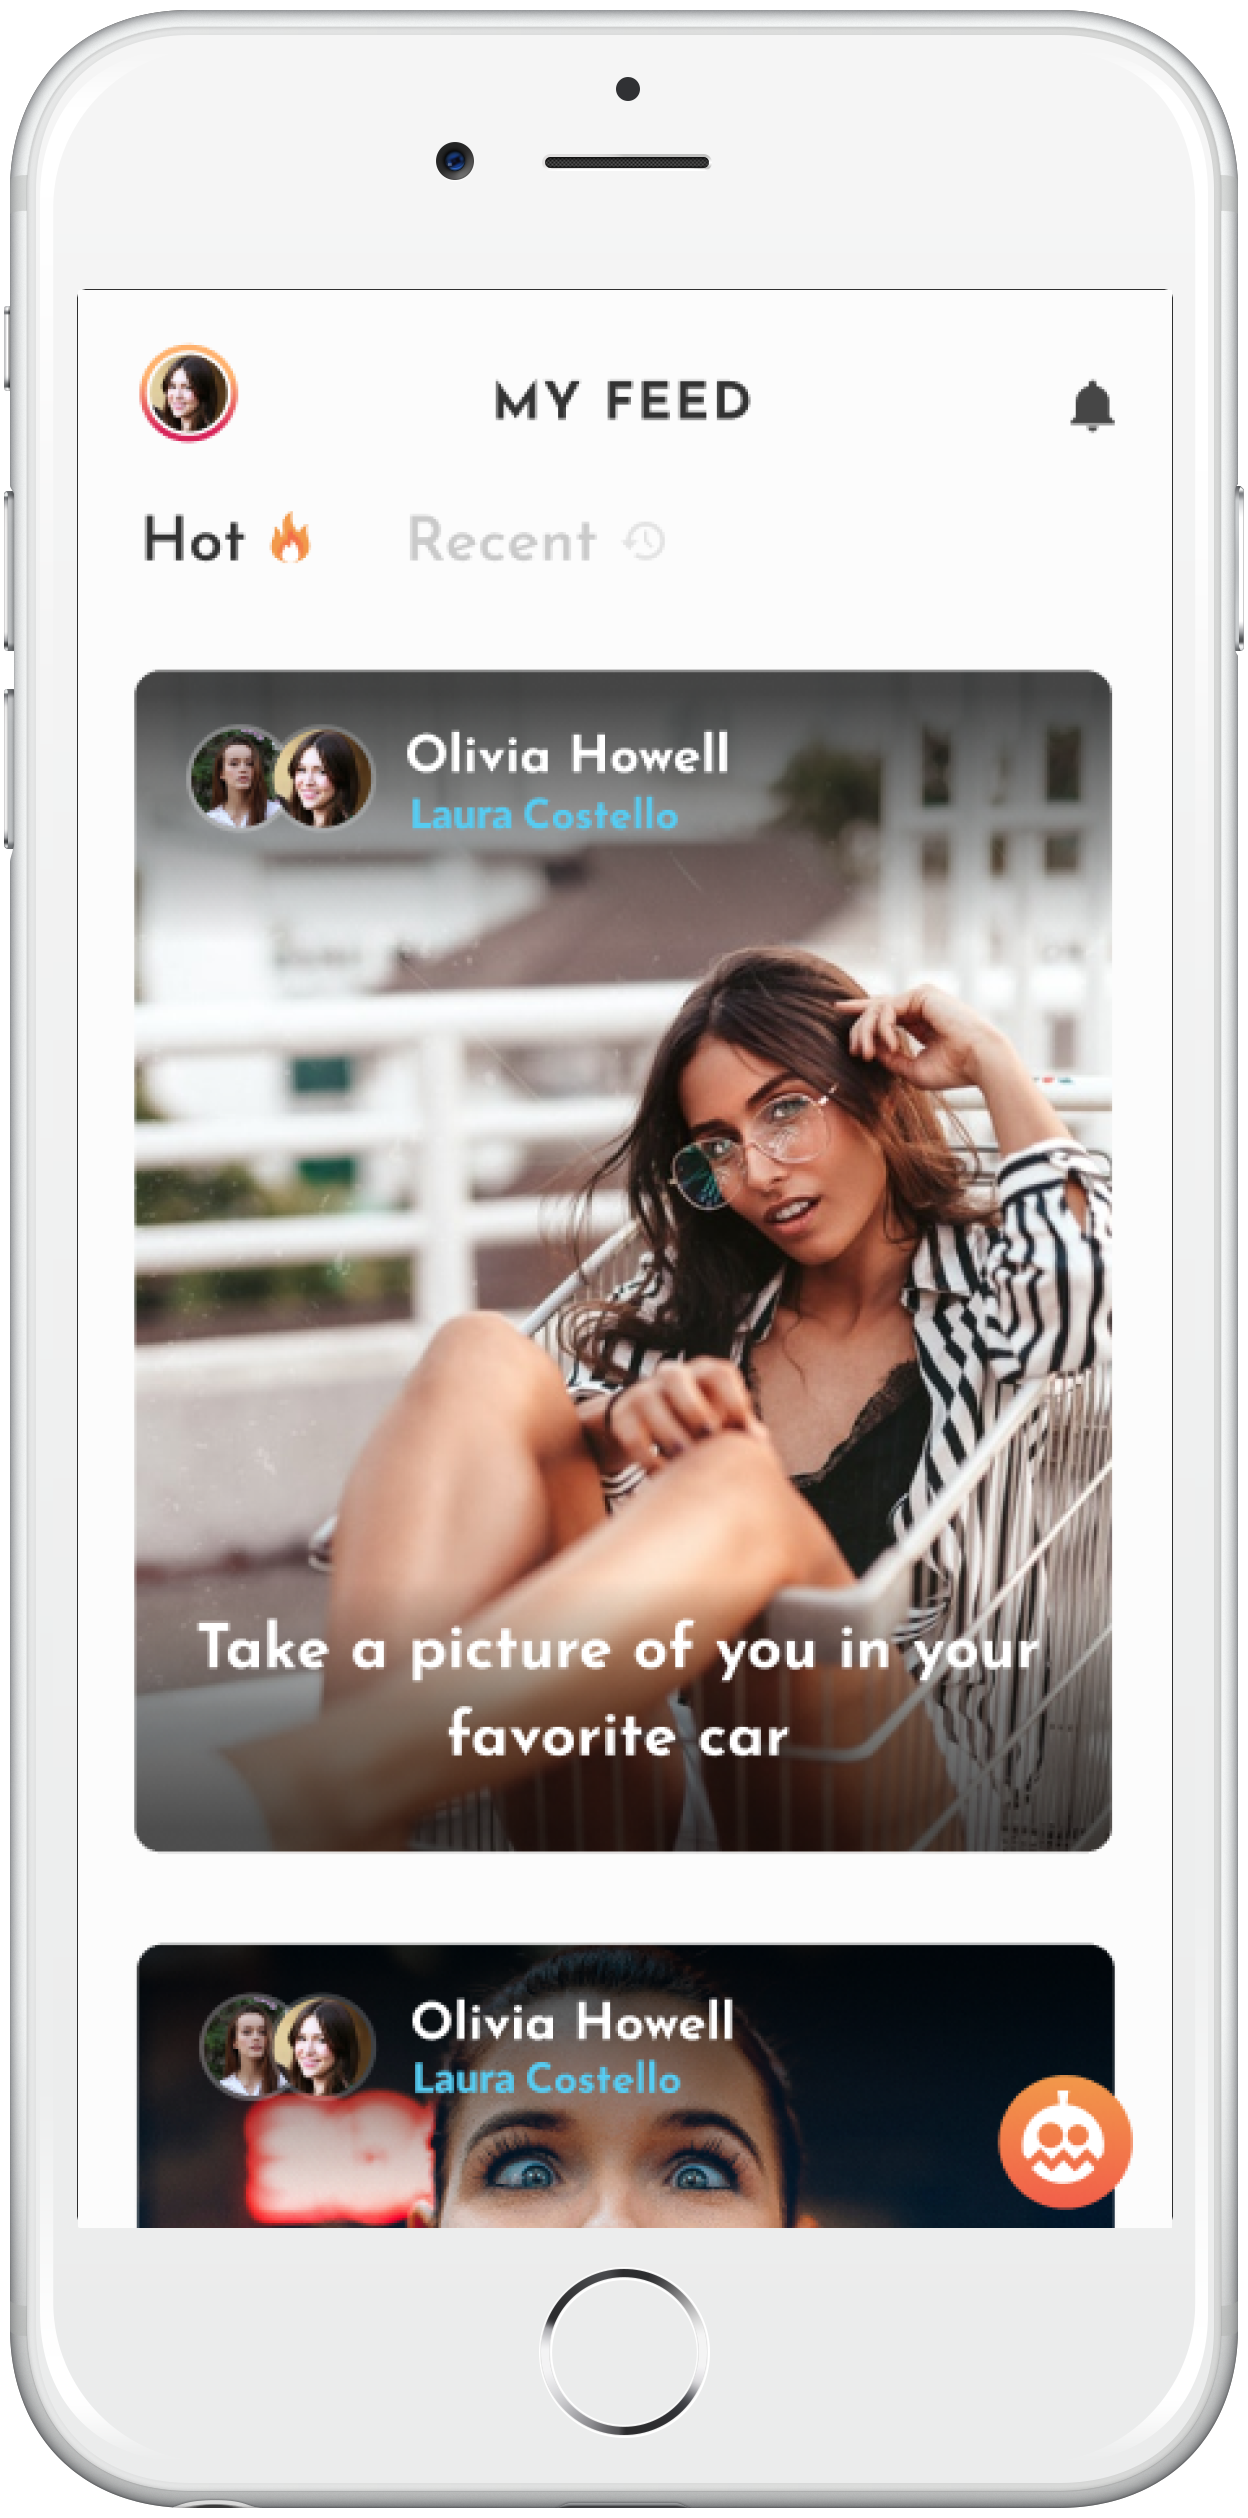 MY FEED
Hot
Recent
Olivia Howell
Laura Costello
Take a picture of you in your
favorite car
Olivia Howell
Laura Costello